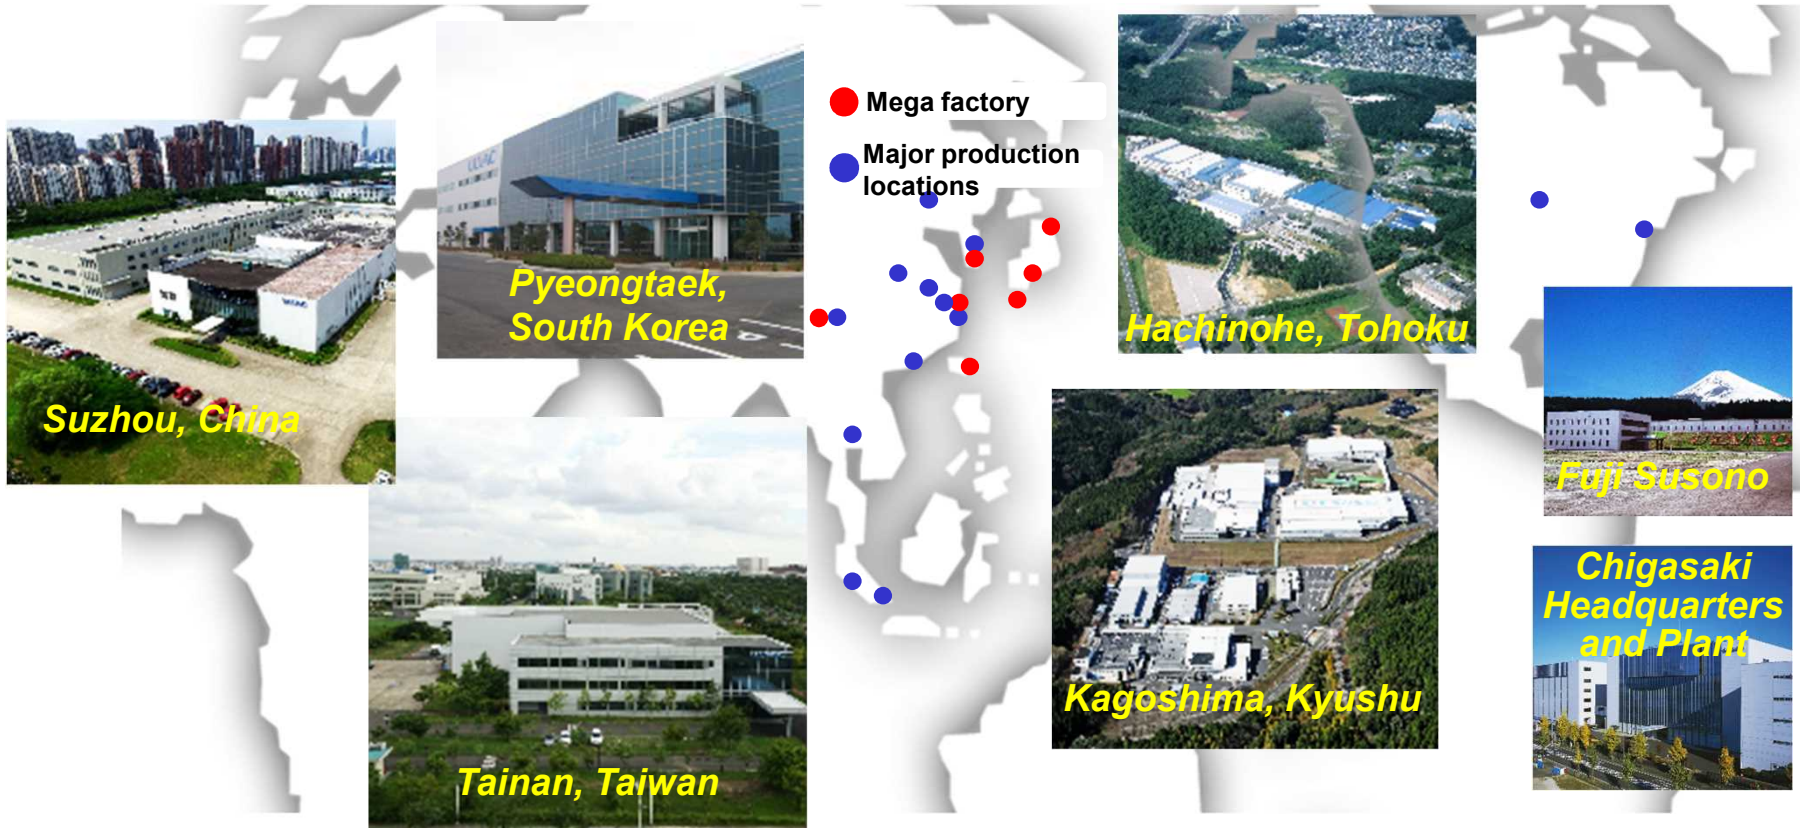 Mega factory
Major production
locations
Pyeongtaek,
South Korea
Hachinohe, Tohoku
Suzhou, China
Fuji Susono
Chigasaki
Headquarters
and Plant
Kagoshima, Kyushu
Tainan, Taiwan
ULVAC